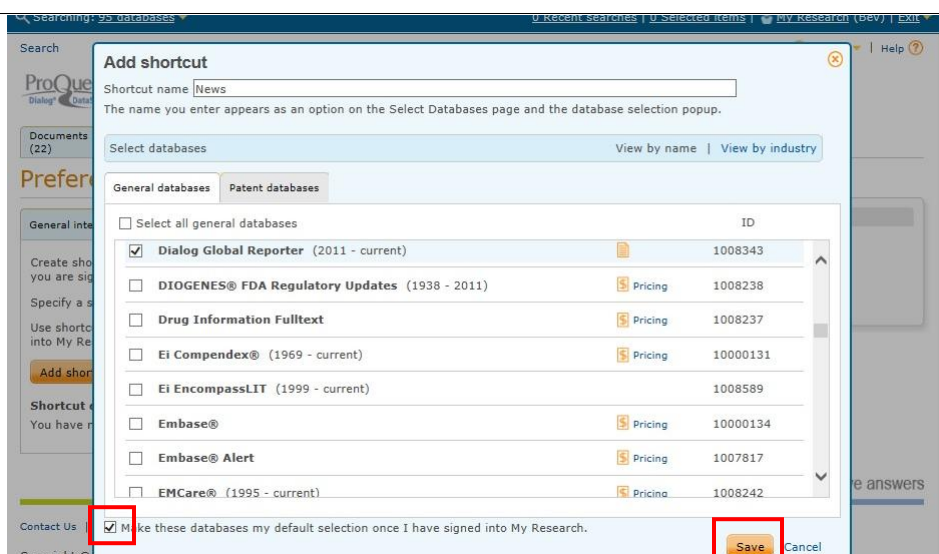 Searching: 95 databases 0 Recent searches | 0 Selected items | My Research (Bev) | Exit
Search | Help ?
Add shortcut
ProQue
Dialog®
Shortcut name News
The name you enter appears as an option on the Select Databases page and the database selection popup.
Documents
(22)
Select databases View by name | View by industry
Prefer
General databases Patent databases
General inte
Select all general databases ID
Dialog Global Reporter (2011 - current) 1008343
Create sho
you are sig
DIOGENES® FDA Regulatory Updates (1938 - 2011) $ Pricing 1008238
Specify a s
Drug Information Fulltext $ Pricing 1008237
Use shortc
into My Re
Ei Compendex® (1969 - current) $ Pricing 10000131
Add shor
Ei EncompassLIT (1999 - current) 1008589
Shortcut
You have n
Embase® $ Pricing 10000134
Embase® Alert $ Pricing 1007817
EMCare® (1995 - current) $ Pricing 1008242
e answers
Contact Us |
Make these databases my default selection once I have signed into My Research.
Save Cancel